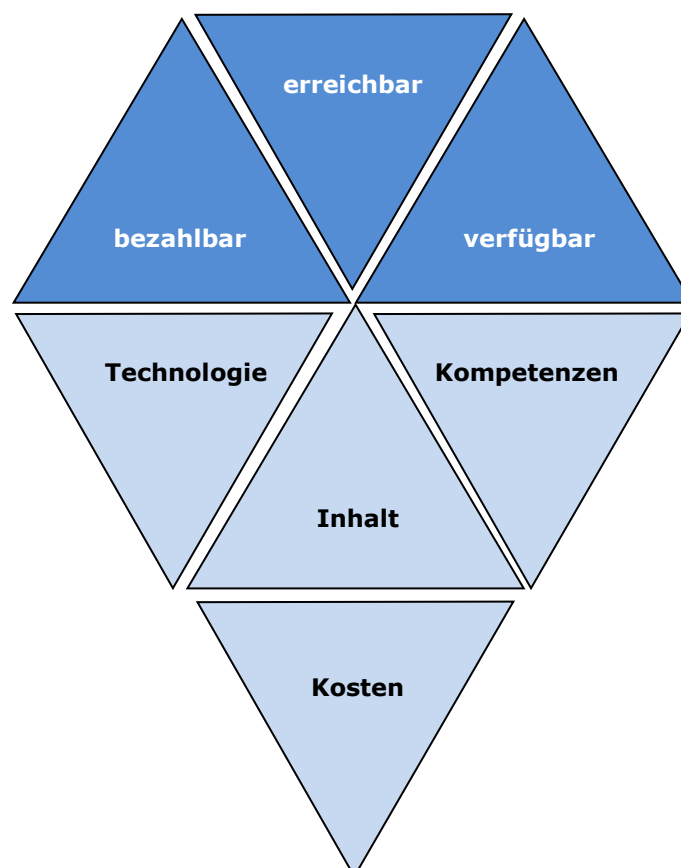 erreichbar
bezahlbar
verfügbar
Technologie
Kompetenzen
Inhalt
Kosten